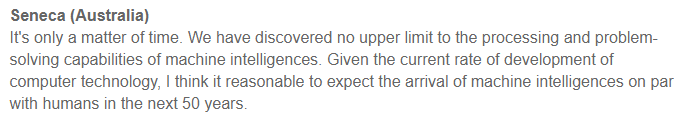 Seneca (Australia)
It's only a matter of time. We have discovered no upper limit to the processing and problem-
solving capabilities of machine intelligences. Given the current rate of development of
computer technology, I think it reasonable to expect the arrival of machine intelligences on par
with humans in the next 50 years.